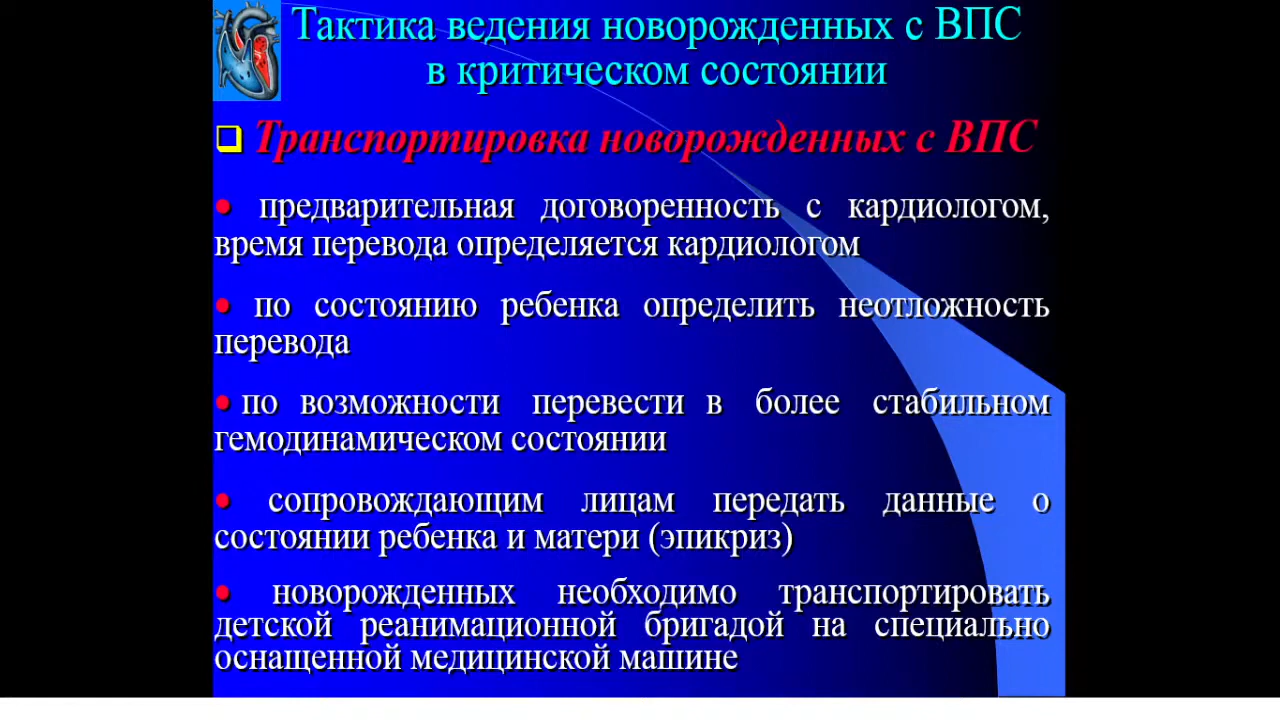 Тактика ведения новорожденных с ВПС
в критическом состоянии
Транспортировка новорожденных с ВПС
• предварительная договоренность с кардиологом,
время перевода определяется кардиологом
• по состоянию ребенка определить неотложность
перевода
• по возможности перевести в более стабильном
гемодинамическом состоянии
• сопровождающим лицам передать данные о
состоянии ребенка и матери (эпикриз)
• новорожденных необходимо транспортировать
детской реанимационной бригадой на специально
оснащенной медицинской машине